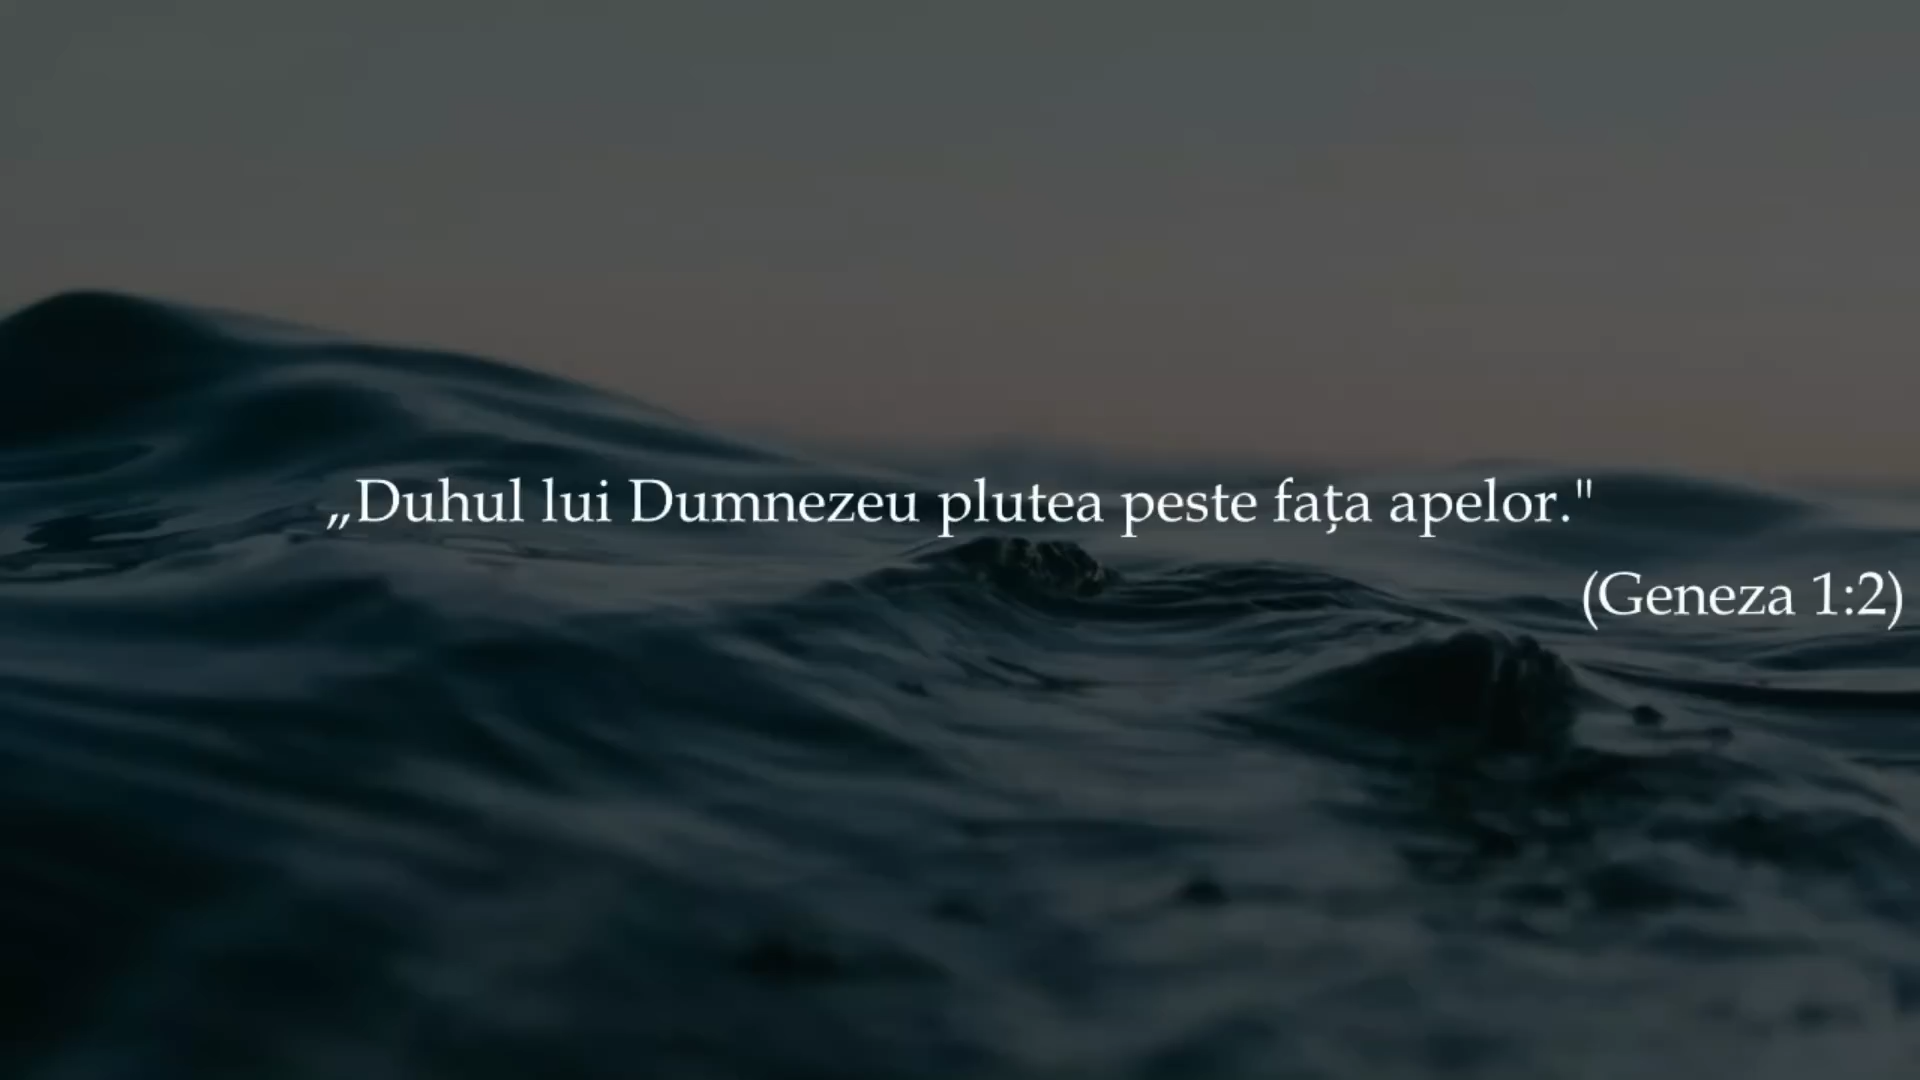 „Duhul lui Dumnezeu plutea peste fața apelor."
(Geneza 1:2)